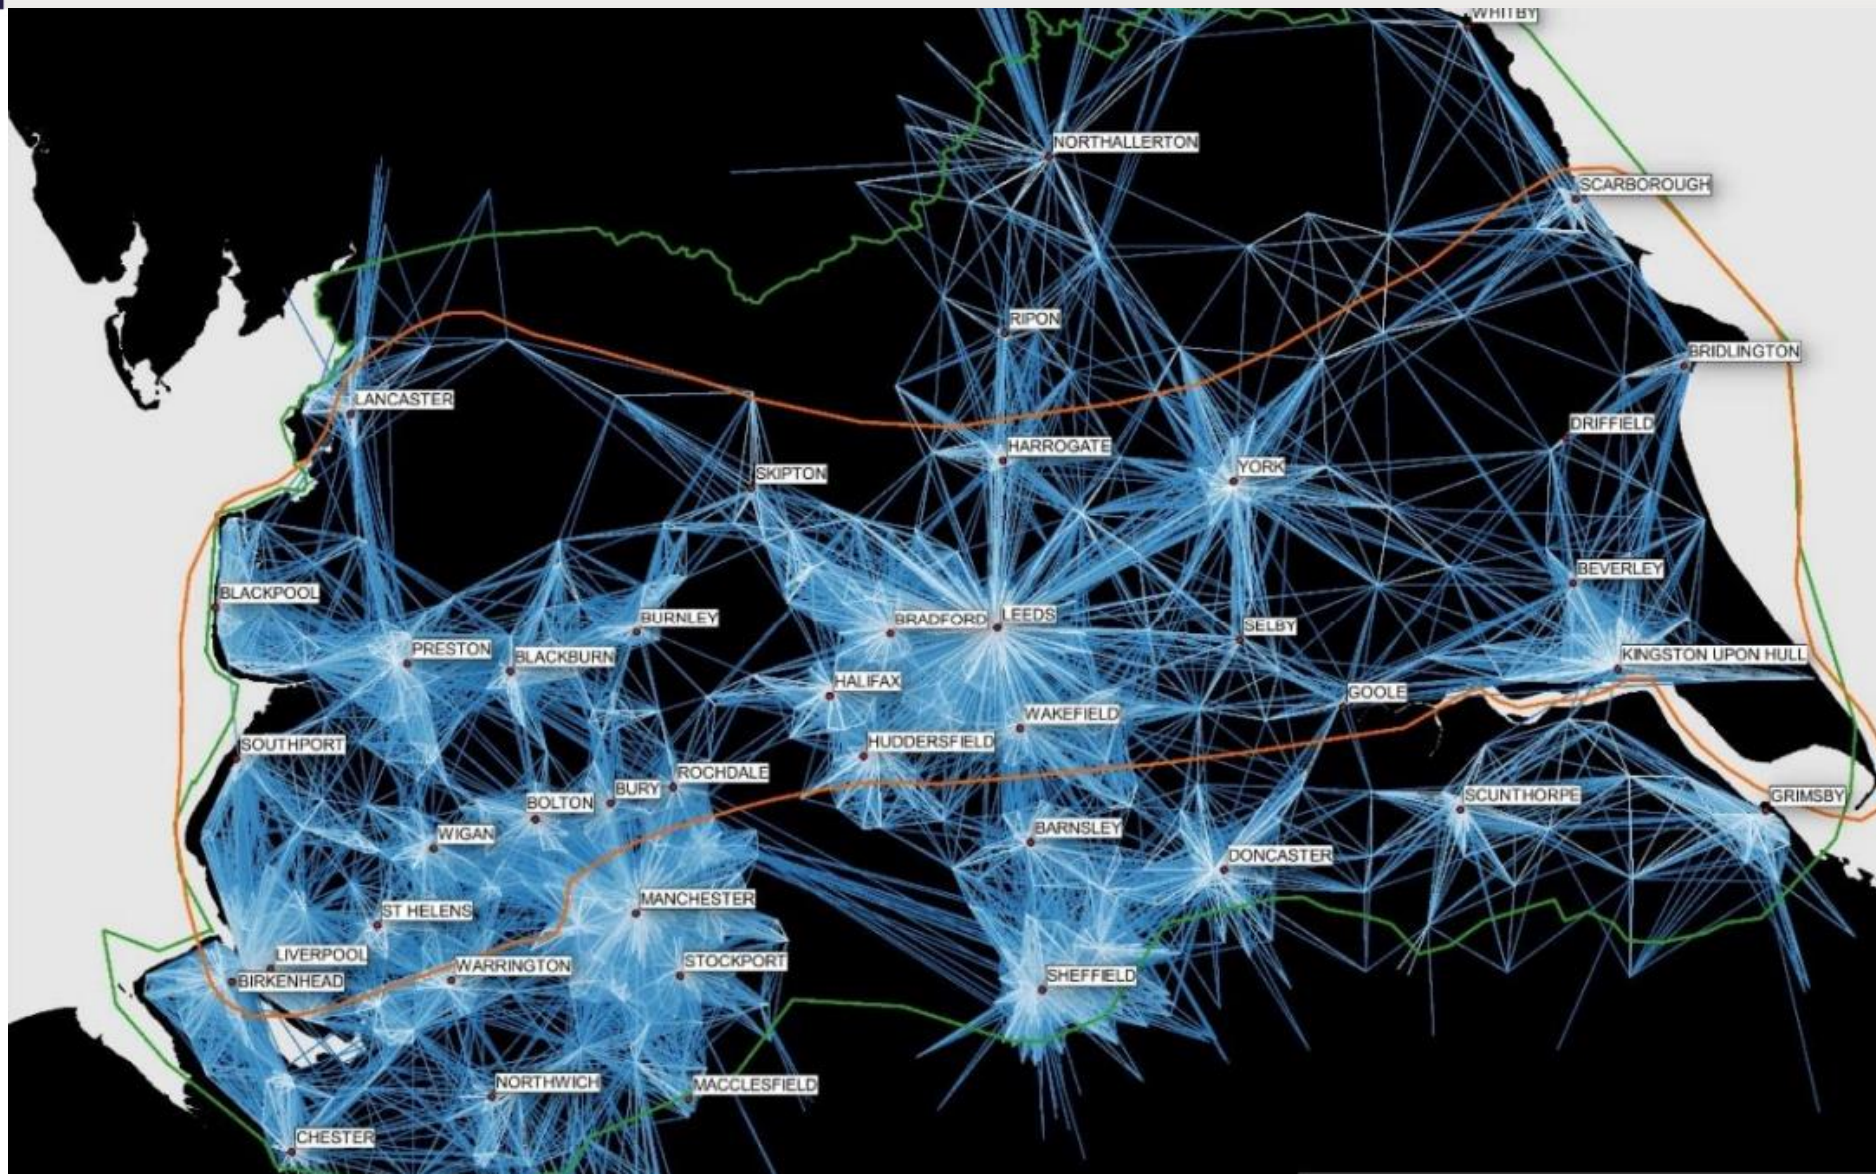 WHITBY
NORTHALLERTON
SCARBOROUGH
RIPON
BRIDLINGTON
LANCASTER
DRIFFIELD
HARROGATE
YORK
SKIPTON
BEVERLEY
BLACKPOOL
BRADFORD
LEEDS
BURNLEY
SELBY
PRESTON
BLACKBURN
KINGSTON UPON HULL
HALIFAX
GOOLE
WAKEFIELD
SOUTHPORT
HUDDERSFIELD
ROCHDALE
BURY
BOLTON
SCUNTHORPE
GRIMSBY
WIGAN
BARNSLEY
DONCASTER
MANCHESTER
ST HELENS
LIVERPOOL
WARRINGTON
STOCKPORT
BIRKENHEAD
SHEFFIELD
NORTHWICH
MACCLESFIELD
CHESTER